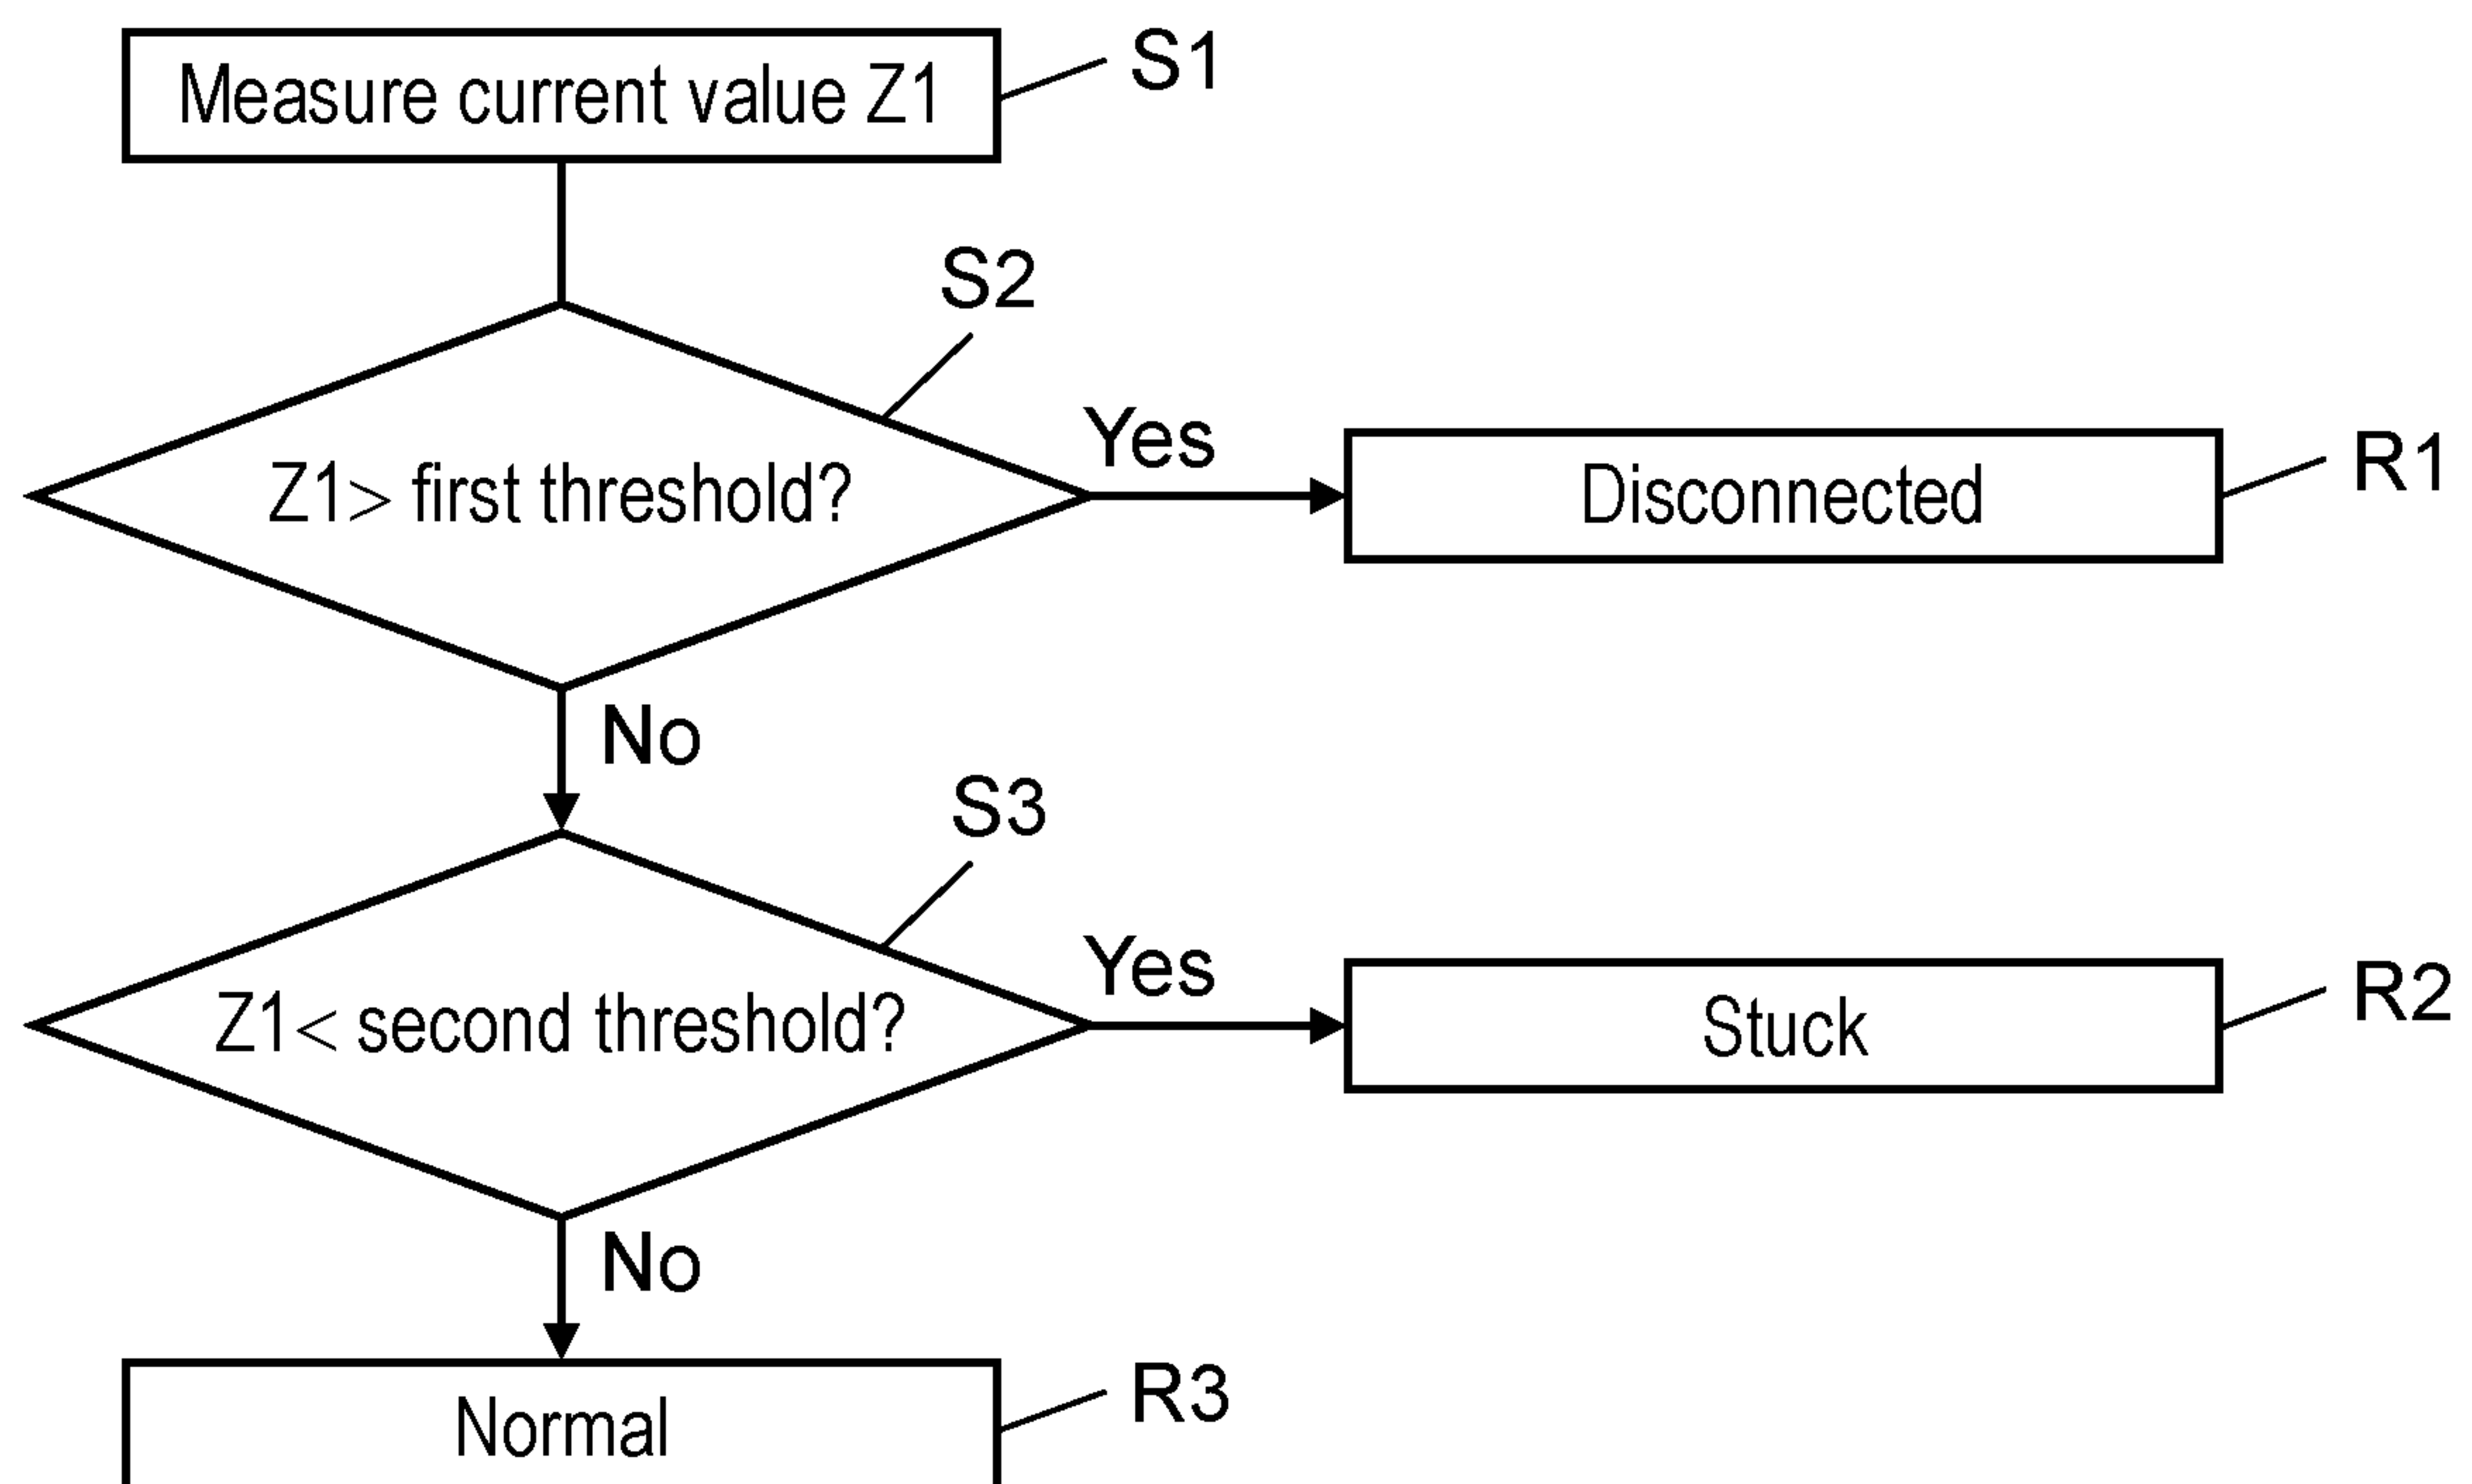 Measure current value Z1
S1
S2
Z1> first threshold?
Yes
Disconnected
R1
No
S3
Z1< second threshold?
Yes
Stuck
R2
No
Normal
R3